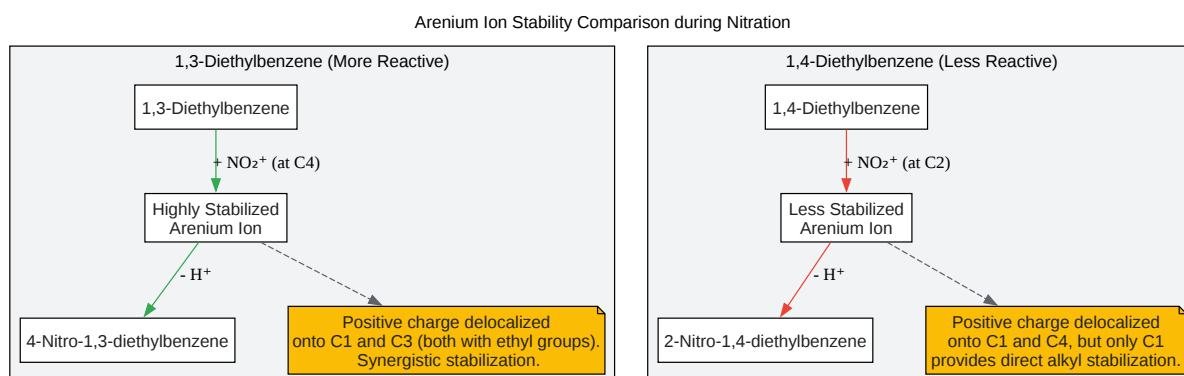 Arenium Ion Stability Comparison during Nitration
1,3-Diethylbenzene (More Reactive)
1,3-Diethylbenzene
+ NO₂⁺ (at C4)
Highly Stabilized
Arenium Ion
- H⁺
4-Nitro-1,3-diethylbenzene
Positive charge delocalized
onto C1 and C3 (both with ethyl groups).
Synergistic stabilization.
1,4-Diethylbenzene (Less Reactive)
1,4-Diethylbenzene
+ NO₂⁺ (at C2)
Less Stabilized
Arenium Ion
- H⁺
2-Nitro-1,4-diethylbenzene
Positive charge delocalized
onto C1 and C4, but only C1
provides direct alkyl stabilization.